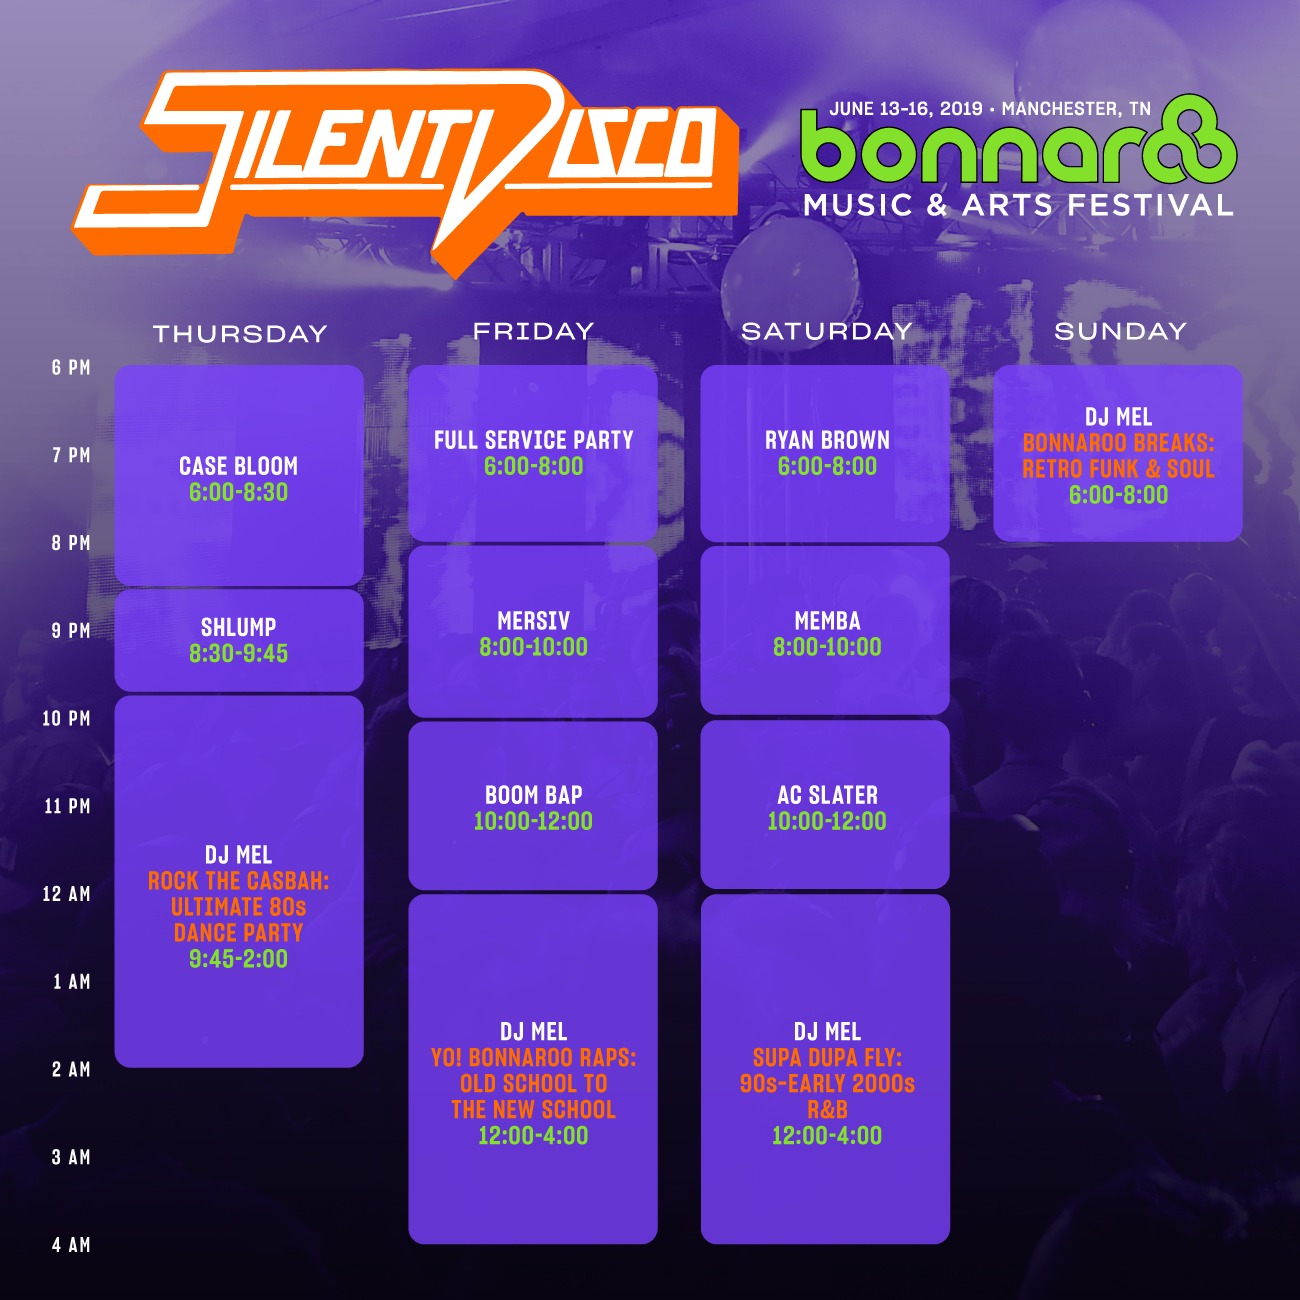 SILENT DISCO
JUNE 13-16, 2019 • MANCHESTER, TN
bonnaroo
MUSIC & ARTS FESTIVAL
THURSDAY
FRIDAY
SATURDAY
SUNDAY
6 PM
7 PM
8 PM
9 PM
10 PM
11 PM
12 AM
1 AM
2 AM
3 AM
4 AM
CASE BLOOM
6:00-8:30
SHLUMP
8:30-9:45
DJ MEL
ROCK THE CASBAH:
ULTIMATE 80s
DANCE PARTY
9:45-2:00
FULL SERVICE PARTY
6:00-8:00
MERSIV
8:00-10:00
BOOM BAP
10:00-12:00
DJ MEL
YO! BONNAROO RAPS:
OLD SCHOOL TO
THE NEW SCHOOL
12:00-4:00
RYAN BROWN
6:00-8:00
MEMBA
8:00-10:00
AC SLATER
10:00-12:00
DJ MEL
SUPA DUPA FLY:
90s-EARLY 2000s
R&B
12:00-4:00
DJ MEL
BONNAROO BREAKS:
RETRO FUNK & SOUL
6:00-8:00